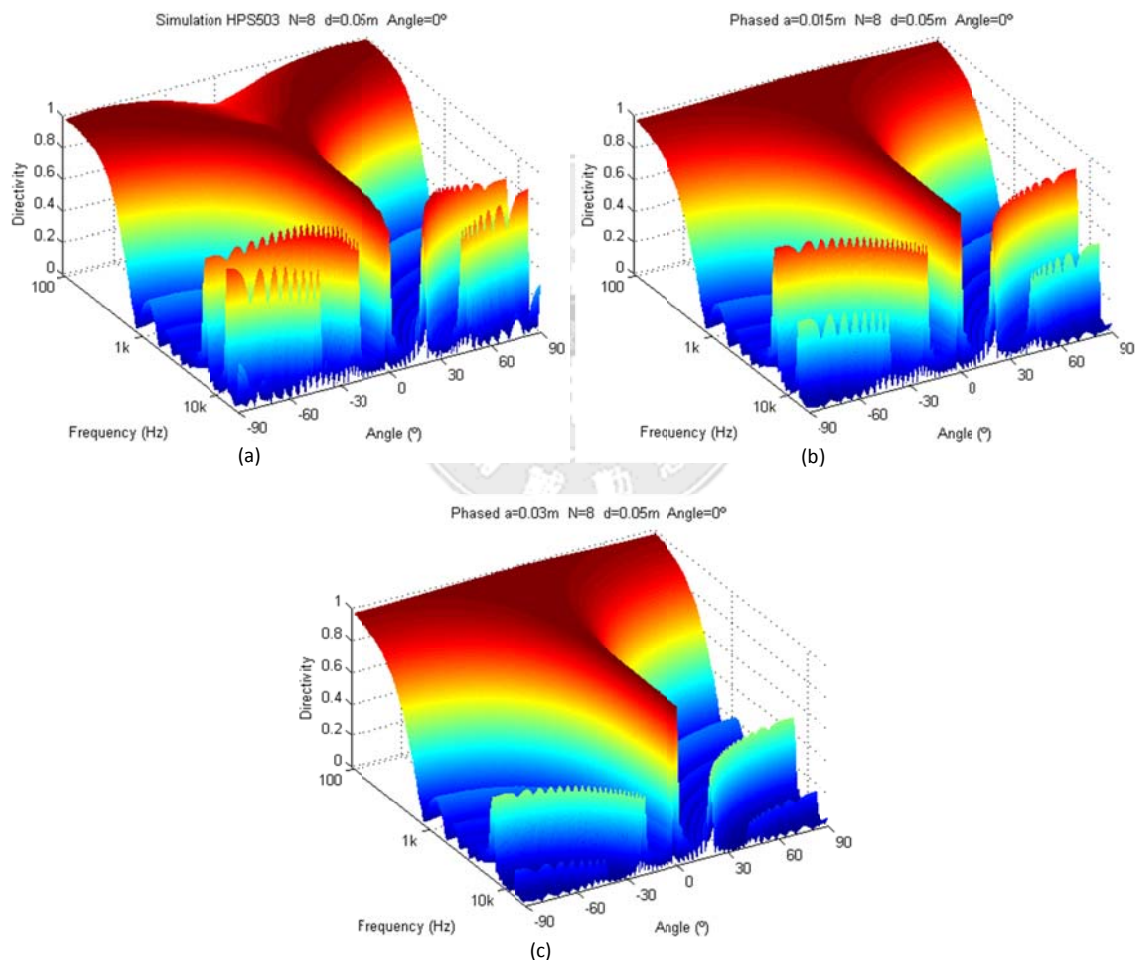 Simulation HPS503 N=8 d=0.05m Angle=0º
Directivity
1
0.8
0.6
0.4
0.2
0
100
1k
10k
Frequency (Hz)
-90
-60
-30
0
30
60
90
Angle (º)
(a)
Phased a=0.015m N=8 d=0.05m Angle=0º
Directivity
1
0.8
0.6
0.4
0.2
0
100
1k
10k
Frequency (Hz)
-90
-60
-30
0
30
60
90
Angle (º)
(b)
Phased a=0.03m N=8 d=0.05m Angle=0º
Directivity
1
0.8
0.6
0.4
0.2
0
100
1k
10k
Frequency (Hz)
-90
-60
-30
0
30
60
90
Angle (º)
(c)